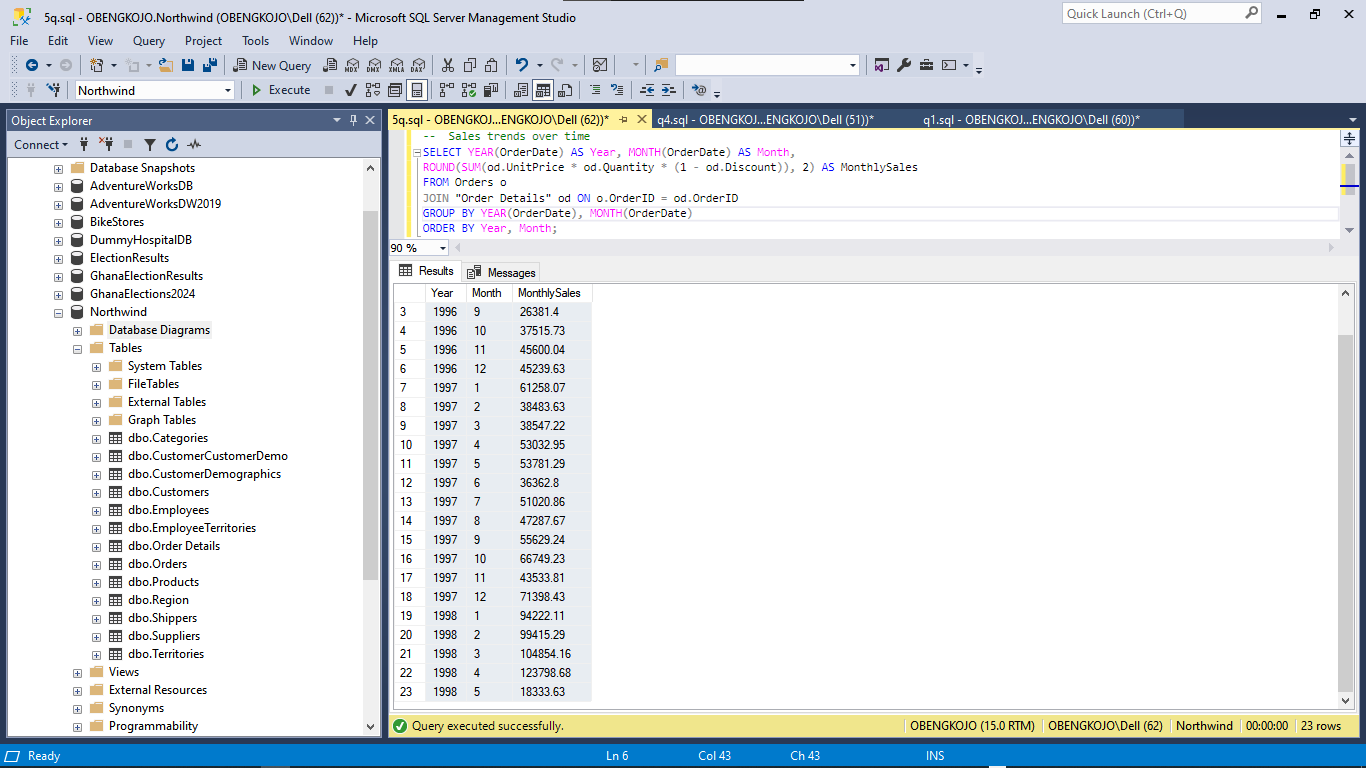 5q.sql - OBENGKOJO.Northwind (OBENGKOJO\Dell (62))* - Microsoft SQL Server Management Studio
Quick Launch (Ctrl+Q)
File Edit View Query Project Tools Window Help
New Query MDX DMX XMLA DAX
Northwind Execute
Object Explorer
Connect
Database Snapshots
AdventureWorksDB
AdventureWorksDW2019
BikeStores
DummyHospitalDB
ElectionResults
GhanaElectionResults
GhanaElections2024
Northwind
Database Diagrams
Tables
System Tables
FileTables
External Tables
Graph Tables
dbo.Categories
dbo.CustomerCustomerDemo
dbo.CustomerDemographics
dbo.Customers
dbo.Employees
dbo.EmployeeTerritories
dbo.Order Details
dbo.Orders
dbo.Products
dbo.Region
dbo.Shippers
dbo.Suppliers
dbo.Territories
Views
External Resources
Synonyms
Programmability
5q.sql - OBENGKOJ...ENGKOJO\Dell (62))* q4.sql - OBENGKOJ...ENGKOJO\Dell (51))* q1.sql - OBENGKOJ...ENGKOJO\Dell (60))*
-- Sales trends over time
SELECT YEAR(OrderDate) AS Year, MONTH(OrderDate) AS Month,
ROUND(SUM(od.UnitPrice * od.Quantity * (1 - od.Discount)), 2) AS MonthlySales
FROM Orders o
JOIN "Order Details" od ON o.OrderID = od.OrderID
GROUP BY YEAR(OrderDate), MONTH(OrderDate)
ORDER BY Year, Month;
90 %
Results Messages
Year Month MonthlySales
3 1996 9 26381.4
4 1996 10 37515.73
5 1996 11 45600.04
6 1996 12 45239.63
7 1997 1 61258.07
8 1997 2 38483.63
9 1997 3 38547.22
10 1997 4 53032.95
11 1997 5 53781.29
12 1997 6 36362.8
13 1997 7 51020.86
14 1997 8 47287.67
15 1997 9 55629.24
16 1997 10 66749.23
17 1997 11 43533.81
18 1997 12 71398.43
19 1998 1 94222.11
20 1998 2 99415.29
21 1998 3 104854.16
22 1998 4 123798.68
23 1998 5 18333.63
Query executed successfully. OBENGKOJO (15.0 RTM) OBENGKOJO\Dell (62) Northwind 00:00:00 23 rows
Ready Ln 6 Col 43 Ch 43 INS